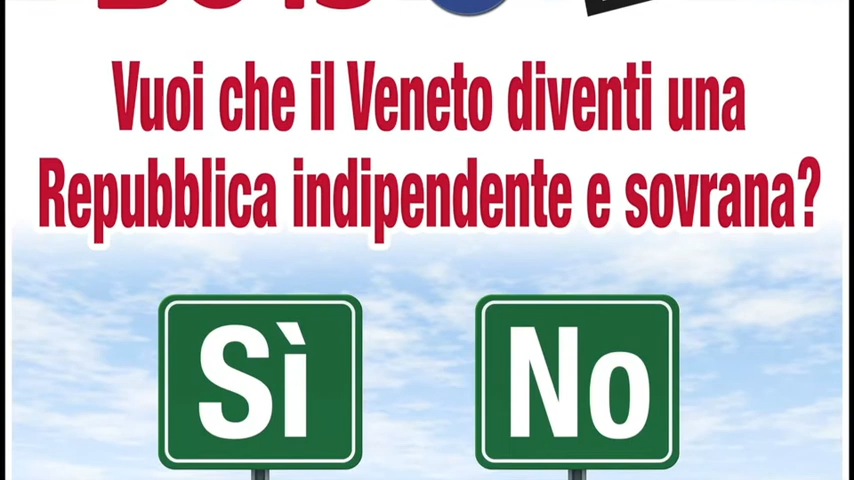 Vuoi che il Veneto diventi una
Repubblica indipendente e sovrana?
Sì No